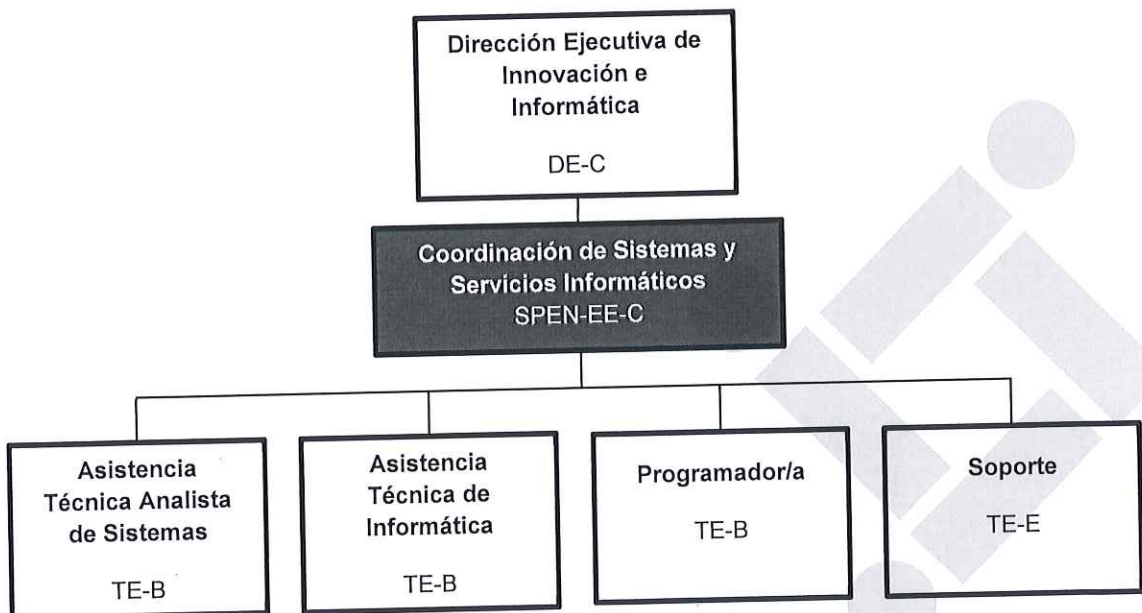 Dirección Ejecutiva de
Innovación e
Informática
DE-C
Coordinación de Sistemas y
Servicios Informáticos
SPEN-EE-C
Asistencia
Técnica Analista
de Sistemas
TE-B
Asistencia
Técnica de
Informática
TE-B
Programador/a
TE-B
Soporte
TE-E